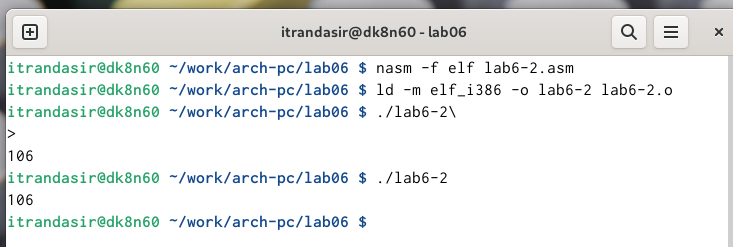 itrandasir@dk8n60 - lab06
itrandasir@dk8n60 ~/work/arch-pc/lab06 $ nasm -f elf lab6-2.asm
itrandasir@dk8n60 ~/work/arch-pc/lab06 $ ld -m elf_i386 -o lab6-2 lab6-2.o
itrandasir@dk8n60 ~/work/arch-pc/lab06 $ ./lab6-2\
>
106
itrandasir@dk8n60 ~/work/arch-pc/lab06 $ ./lab6-2
106
itrandasir@dk8n60 ~/work/arch-pc/lab06 $